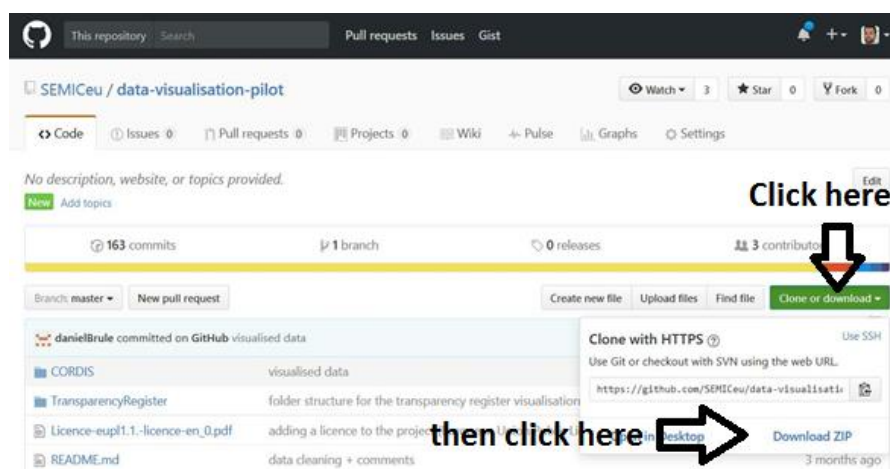 This repository Search Pull requests Issues Gist
SEMICeu / data-visualisation-pilot Watch 3 Star 0 Fork 0
Code Issues 0 Pull requests 0 Projects 0 Wiki Pulse Graphs Settings
No description, website, or topics provided. Edit
New Add topics
Click here
163 commits 1 branch 0 releases 3 contributo
Branch: master New pull request Create new file Upload files Find file Clone or download
danielBrule committed on GitHub visualised data
Clone with HTTPS Use SSH
Use Git or checkout with SVN using the web URL.
https://github.com/SEMICeu/data-visualisati
CORDIS visualised data
TransparencyRegister folder structure for the transparency register visualisation
Licence-eupl1.1.-licence-en_0.pdf adding a licence to the projec
then click here
in Desktop Download ZIP
README.md data cleaning + comments 3 months ago